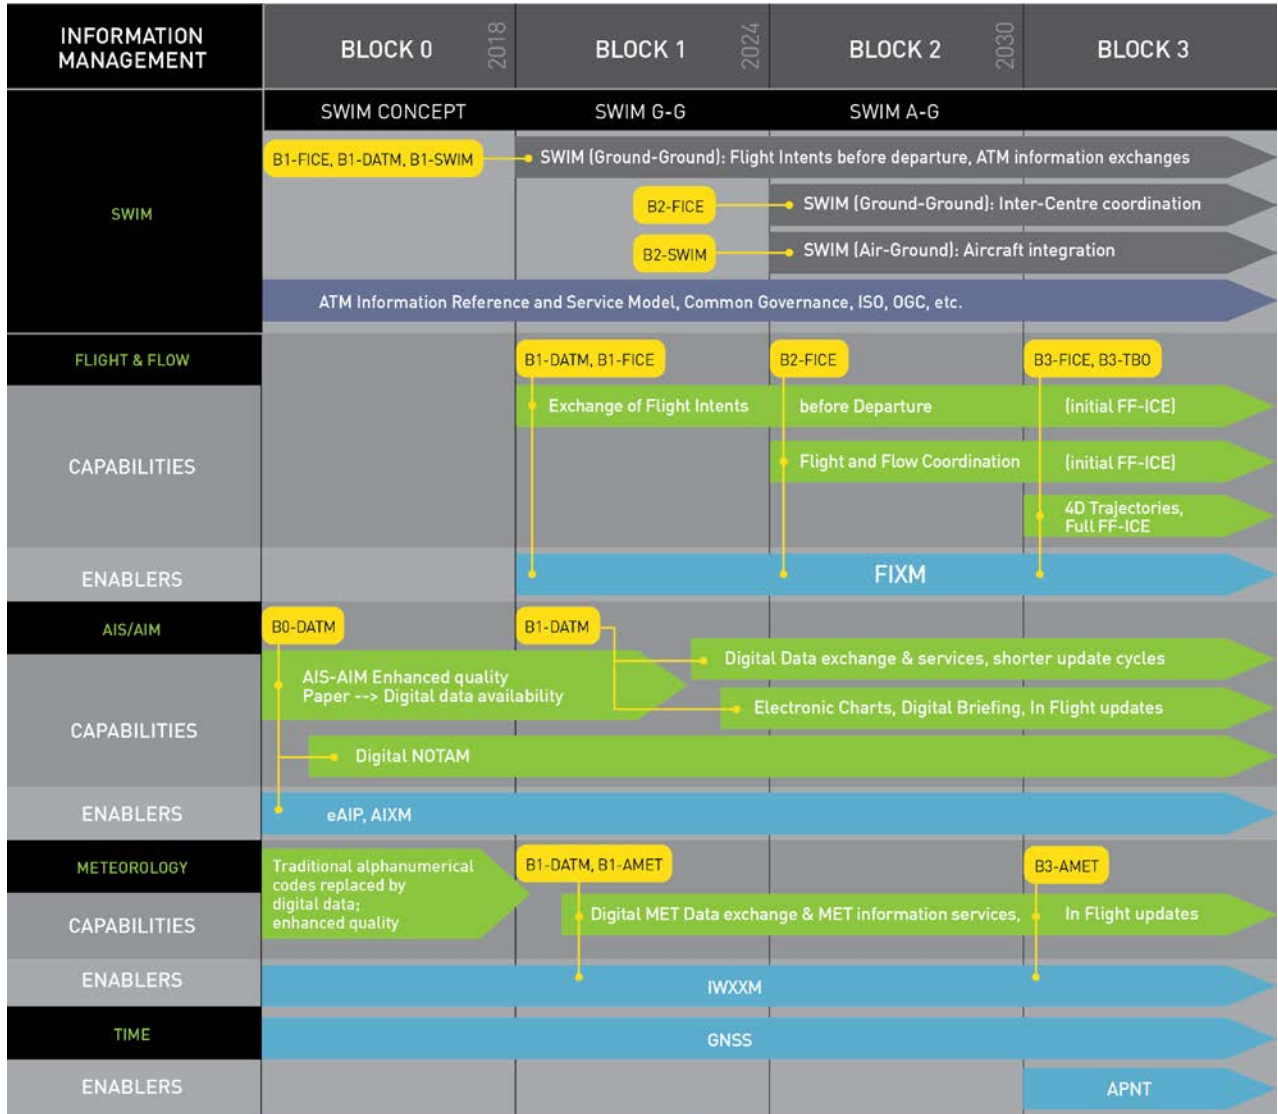 INFORMATION
MANAGEMENT
BLOCK 0
2018
BLOCK 1
2024
BLOCK 2
2030
BLOCK 3
SWIM CONCEPT
SWIM G-G
SWIM A-G
SWIM
B1-FICE, B1-DATM, B1-SWIM
SWIM (Ground-Ground): Flight Intents before departure, ATM information exchanges
B2-FICE
SWIM (Ground-Ground): Inter-Centre coordination
B2-SWIM
SWIM (Air-Ground): Aircraft integration
ATM Information Reference and Service Model, Common Governance, ISO, OGC, etc.
FLIGHT & FLOW
B1-DATM, B1-FICE
B2-FICE
B3-FICE, B3-TBO
CAPABILITIES
Exchange of Flight Intents before Departure (initial FF-ICE)
Flight and Flow Coordination (initial FF-ICE)
4D Trajectories,
Full FF-ICE
ENABLERS
FIXM
AIS/AIM
B0-DATM
B1-DATM
CAPABILITIES
AIS-AIM Enhanced quality
Paper --> Digital data availability
Digital Data exchange & services, shorter update cycles
Electronic Charts, Digital Briefing, In Flight updates
Digital NOTAM
ENABLERS
eAIP, AIXM
METEOROLOGY
B1-DATM, B1-AMET
B3-AMET
CAPABILITIES
Traditional alphanumerical
codes replaced by
digital data;
enhanced quality
Digital MET Data exchange & MET information services, In Flight updates
ENABLERS
IWXXM
TIME
GNSS
ENABLERS
APNT